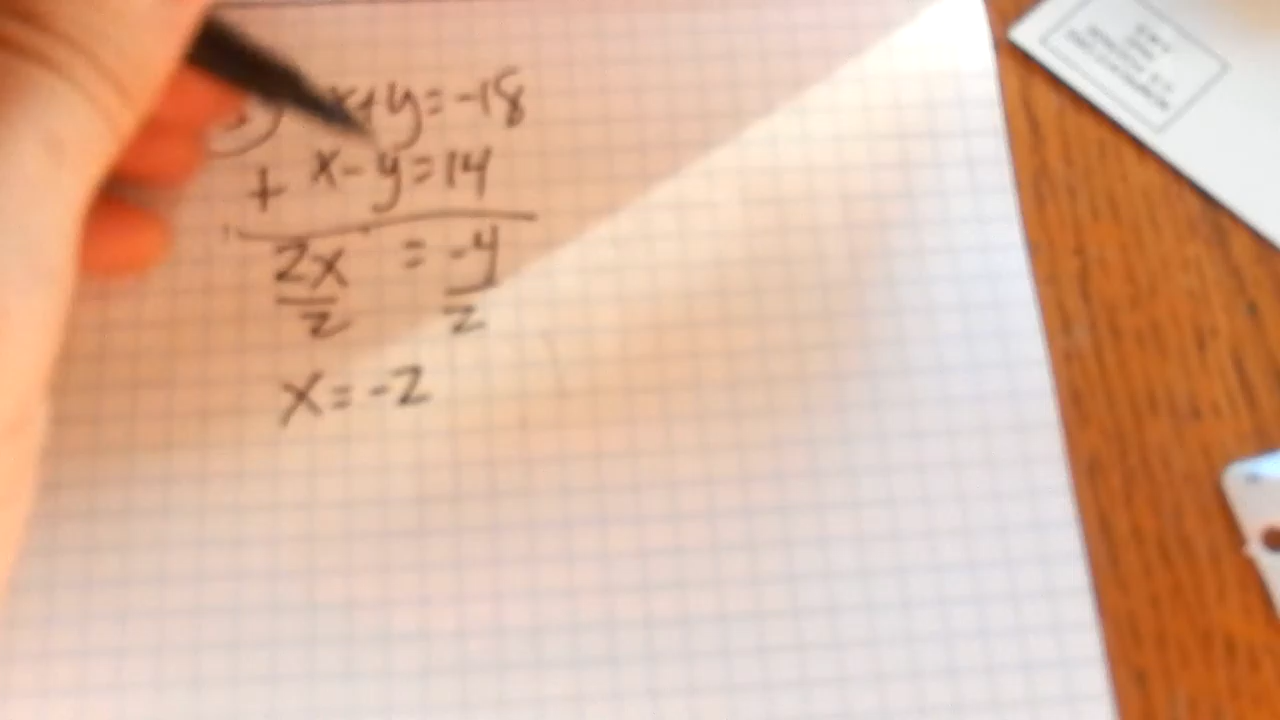 x+y=-18
+ x-y=14
2x = -4
2 2
x=-2